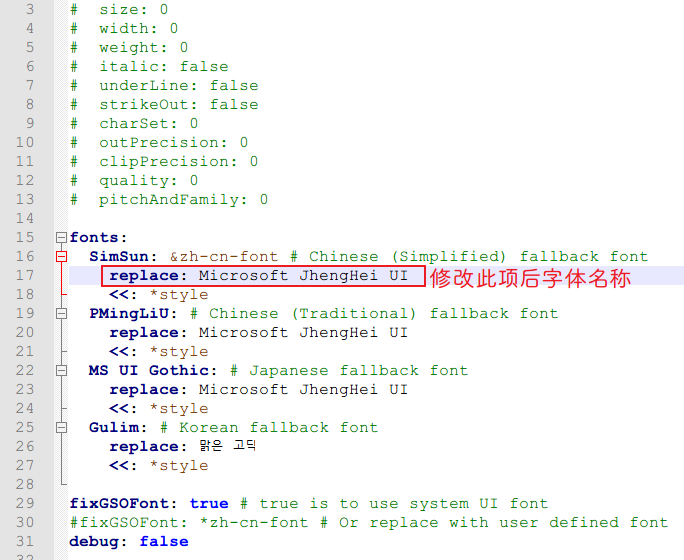 3 #  size: 0
4 #  width: 0
5 #  weight: 0
6 #  italic: false
7 #  underLine: false
8 #  strikeOut: false
9 #  charSet: 0
10 #  outPrecision: 0
11 #  clipPrecision: 0
12 #  quality: 0
13 #  pitchAndFamily: 0
14
15 fonts:
16   SimSun: &zh-cn-font # Chinese (Simplified) fallback font
17     replace: Microsoft JhengHei UI 修改此项后字体名称
18     <<: *style
19   PMingLiU: # Chinese (Traditional) fallback font
20     replace: Microsoft JhengHei UI
21     <<: *style
22   MS UI Gothic: # Japanese fallback font
23     replace: Microsoft JhengHei UI
24     <<: *style
25   Gulim: # Korean fallback font
26     replace: 맑은 고딕
27     <<: *style
28
29 fixGSOFont: true # true is to use system UI font
30 #fixGSOFont: *zh-cn-font # Or replace with user defined font
31 debug: false